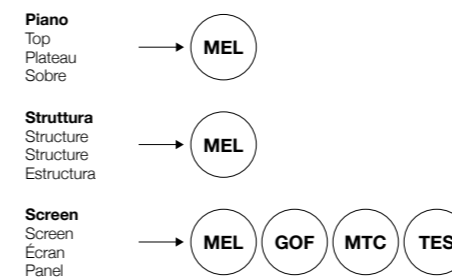 Piano
Top
Plateau
Sobre
MEL
Struttura
Structure
Structure
Estructura
MEL
Screen
Screen
Écran
Panel
MEL GOF MTC TES